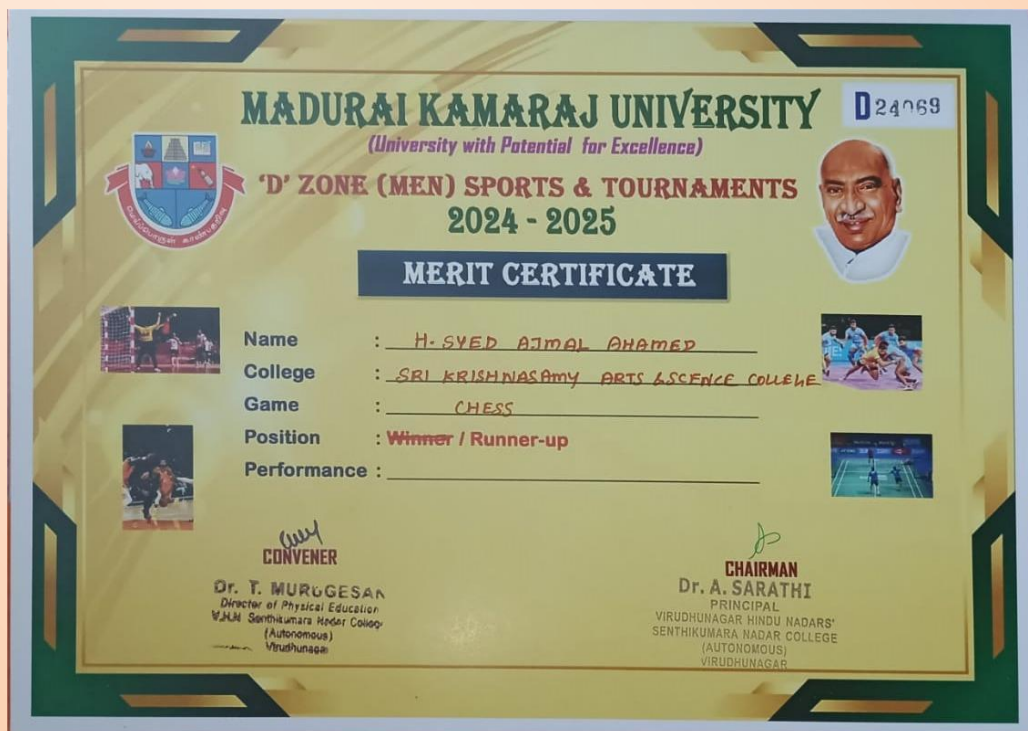 MADURAI KAMARAJ UNIVERSITY
D 24069
(University with Potential for Excellence)
'D' ZONE (MEN) SPORTS & TOURNAMENTS
2024 - 2025
MERIT CERTIFICATE
Name : H. SYED AJMAL AHAMED
College : SRI KRISHNASAMY ARTS & SCENCE COLLEGE
Game : CHESS
Position : Winner / Runner-up
Performance :
CONVENER
Dr. T. MURUGESAN
Director of Physical Education
V.H.N Senthikumara Nadar College
(Autonomous)
Virudhunagar
CHAIRMAN
Dr. A. SARATHI
PRINCIPAL
VIRUDHUNAGAR HINDU NADARS'
SENTHIKUMARA NADAR COLLEGE
(AUTONOMOUS)
VIRUDHUNAGAR